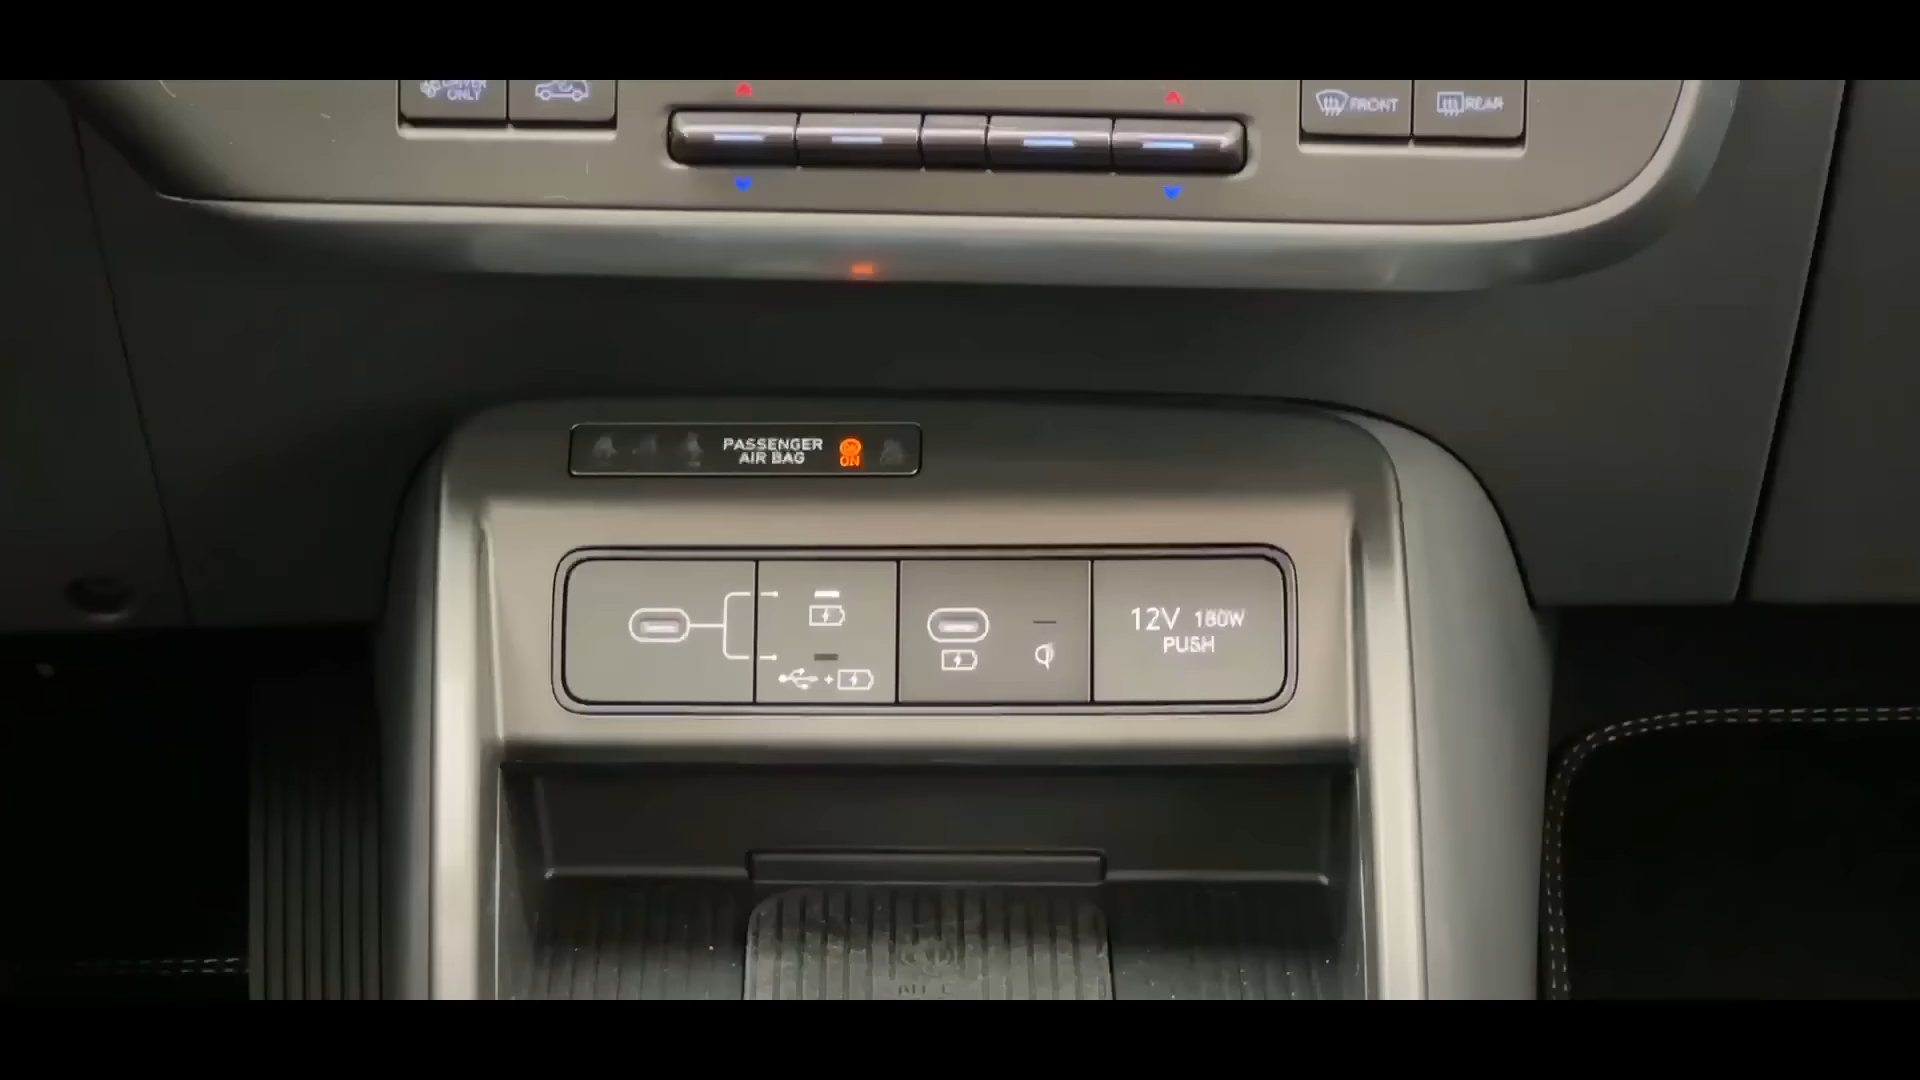 DRIVER
ONLY
FRONT
REAR
PASSENGER
AIR BAG
ON
12V 180W
PUSH